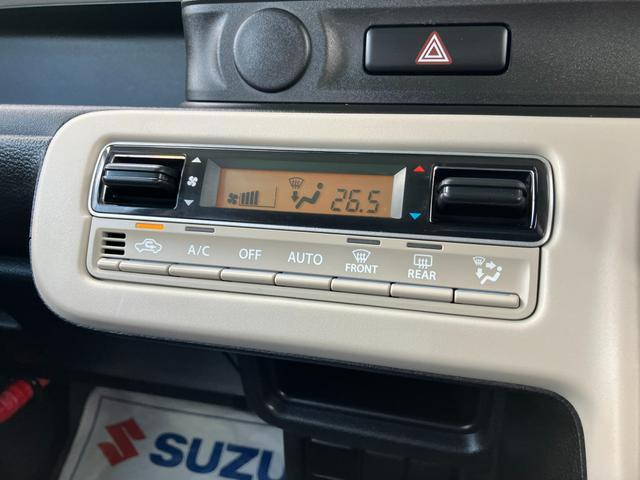 26.5
A/C OFF AUTO FRONT REAR
SUZU